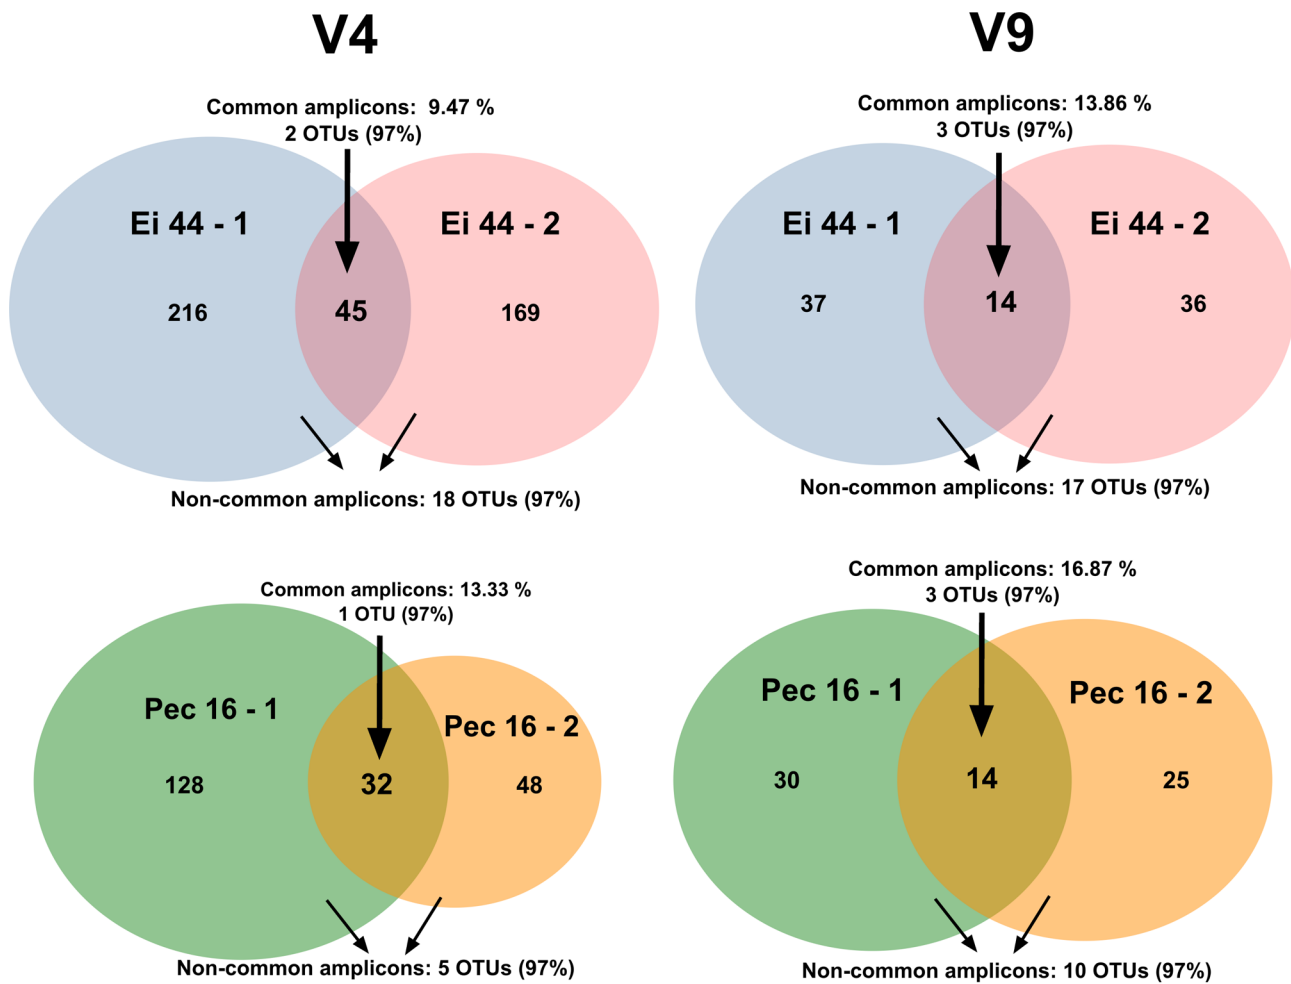 V4
Common amplicons: 9.47 %
2 OTUs (97%)
Ei 44 - 1
Ei 44 - 2
216
45
169
Non-common amplicons: 18 OTUs (97%)
V9
Common amplicons: 13.86 %
3 OTUs (97%)
Ei 44 - 1
Ei 44 - 2
37
14
36
Non-common amplicons: 17 OTUs (97%)
Common amplicons: 13.33 %
1 OTU (97%)
Pec 16 - 1
Pec 16 - 2
128
32
48
Non-common amplicons: 5 OTUs (97%)
Common amplicons: 16.87 %
3 OTUs (97%)
Pec 16 - 1
Pec 16 - 2
30
14
25
Non-common amplicons: 10 OTUs (97%)